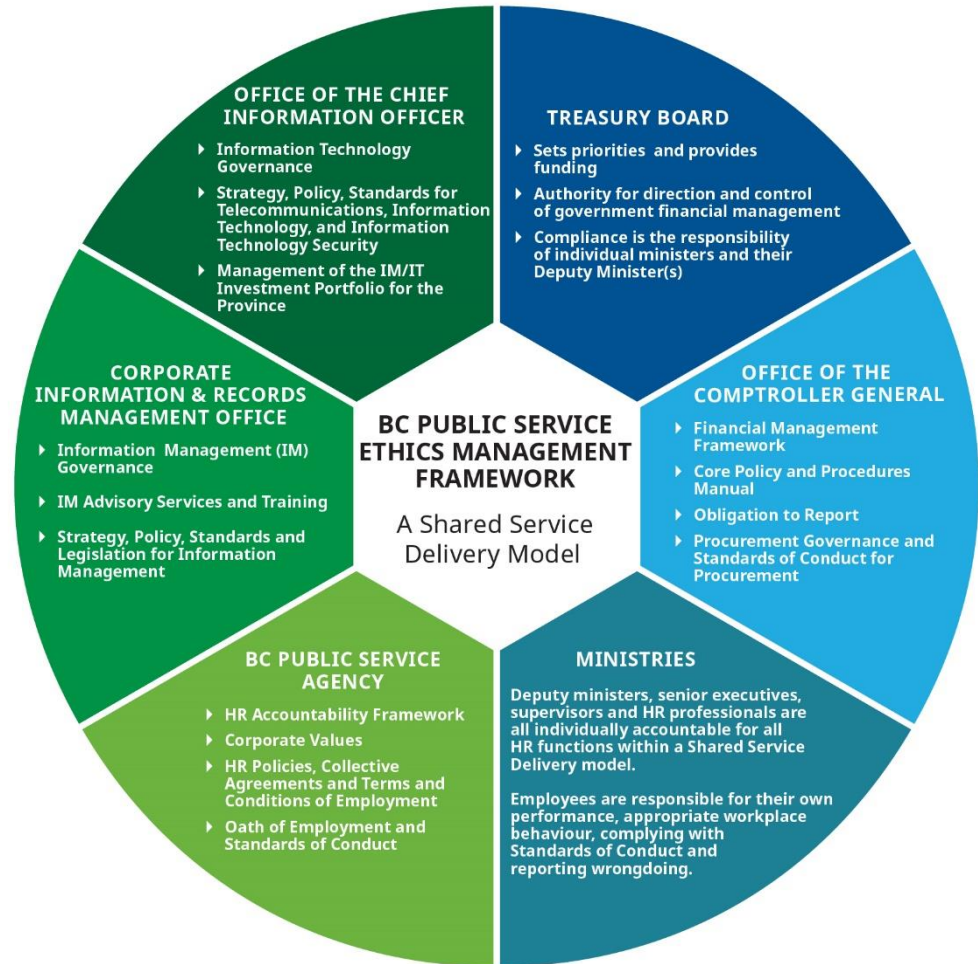 OFFICE OF THE CHIEF
INFORMATION OFFICER
Information Technology
Governance
Strategy, Policy, Standards for
Telecommunications, Information
Technology, and Information
Technology Security
Management of the IM/IT
Investment Portfolio for the
Province
TREASURY BOARD
Sets priorities and provides
funding
Authority for direction and control
of government financial management
Compliance is the responsibility
of individual ministers and their
Deputy Minister(s)
CORPORATE
INFORMATION & RECORDS
MANAGEMENT OFFICE
Information Management (IM)
Governance
IM Advisory Services and Training
Strategy, Policy, Standards and
Legislation for Information
Management
BC PUBLIC SERVICE
ETHICS MANAGEMENT
FRAMEWORK
A Shared Service
Delivery Model
OFFICE OF THE
COMPTROLLER GENERAL
Financial Management
Framework
Core Policy and Procedures
Manual
Obligation to Report
Procurement Governance and
Standards of Conduct for
Procurement
BC PUBLIC SERVICE
AGENCY
HR Accountability Framework
Corporate Values
HR Policies, Collective
Agreements and Terms and
Conditions of Employment
Oath of Employment and
Standards of Conduct
MINISTRIES
Deputy ministers, senior executives,
supervisors and HR professionals are
all individually accountable for all
HR functions within a Shared Service
Delivery model.
Employees are responsible for their own
performance, appropriate workplace
behaviour, complying with
Standards of Conduct and
reporting wrongdoing.